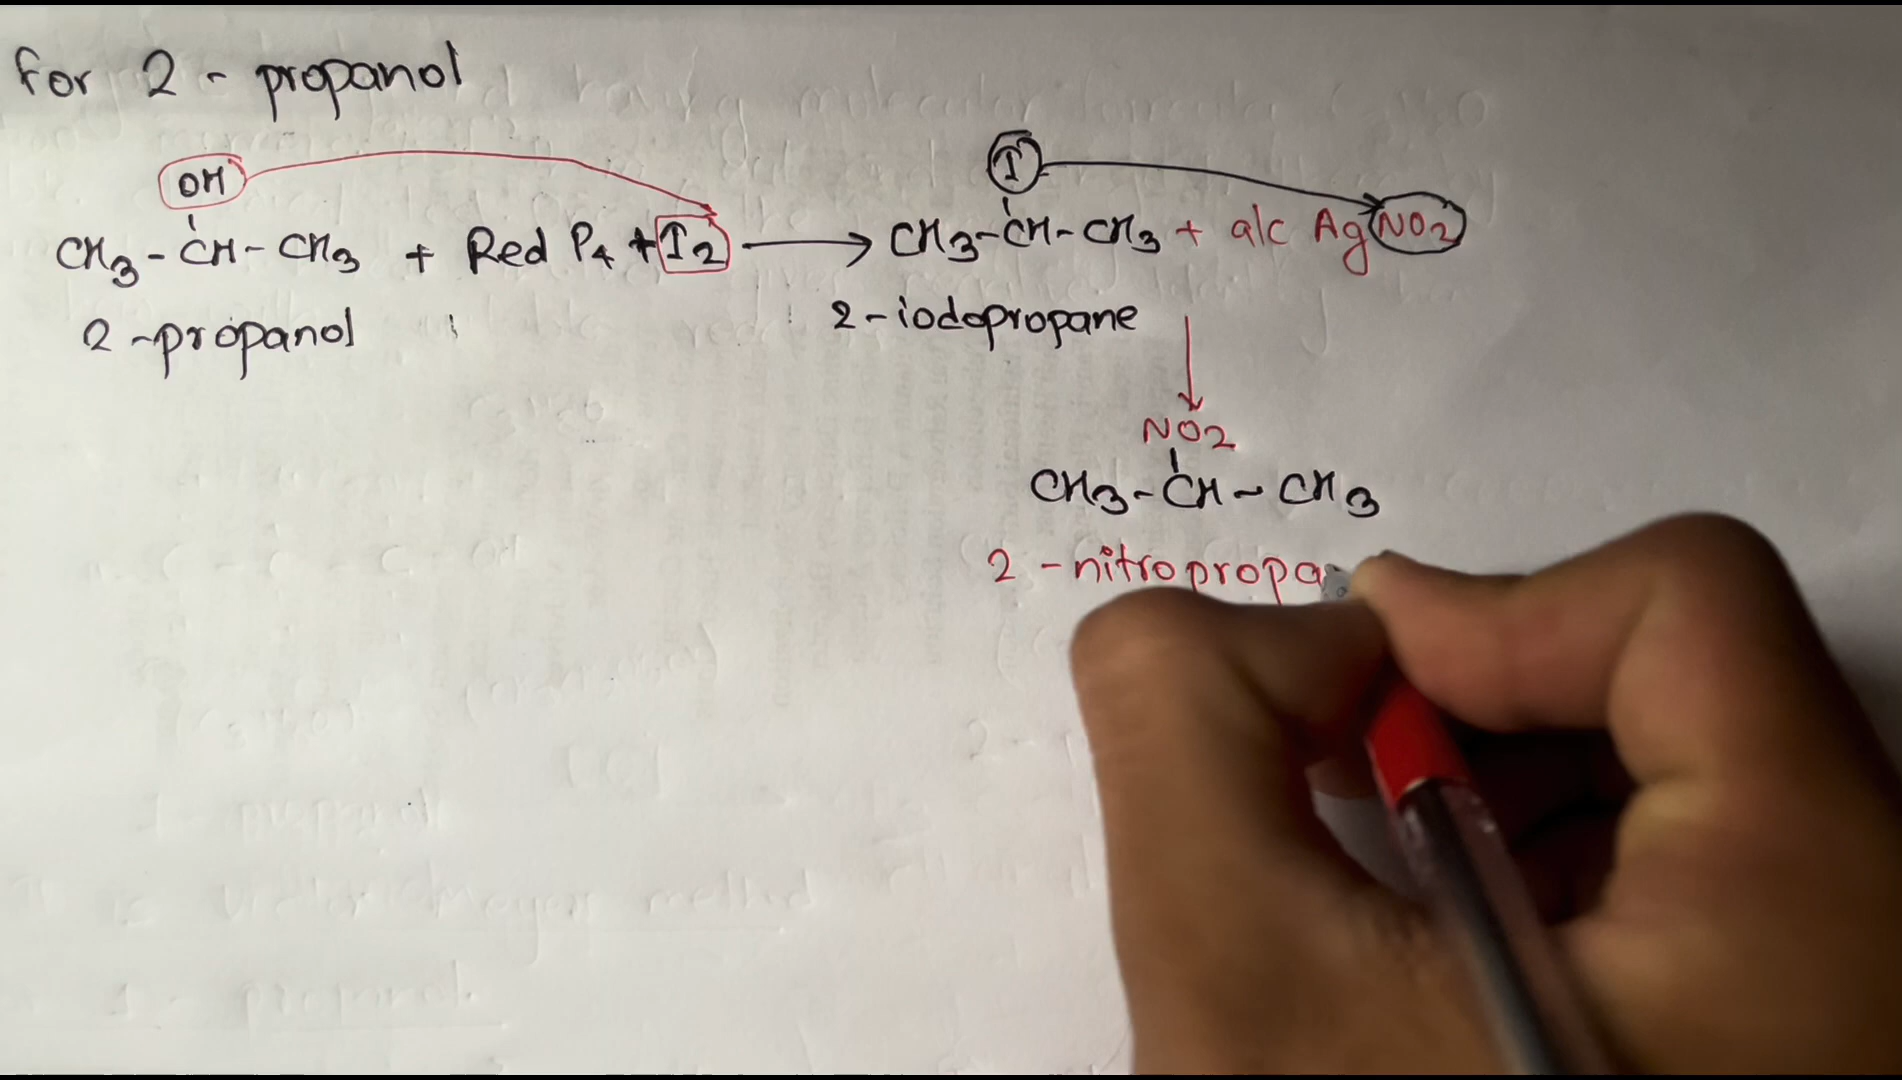 For 2 - propanol
OH
CH3 - CH - CH3 + Red P4 + I2 ⟶ CH3 - CH - CH3 + alc AgNO2
I
2 - propanol
2 - iodopropane
NO2
CH3 - CH - CH3
2 - nitropropa